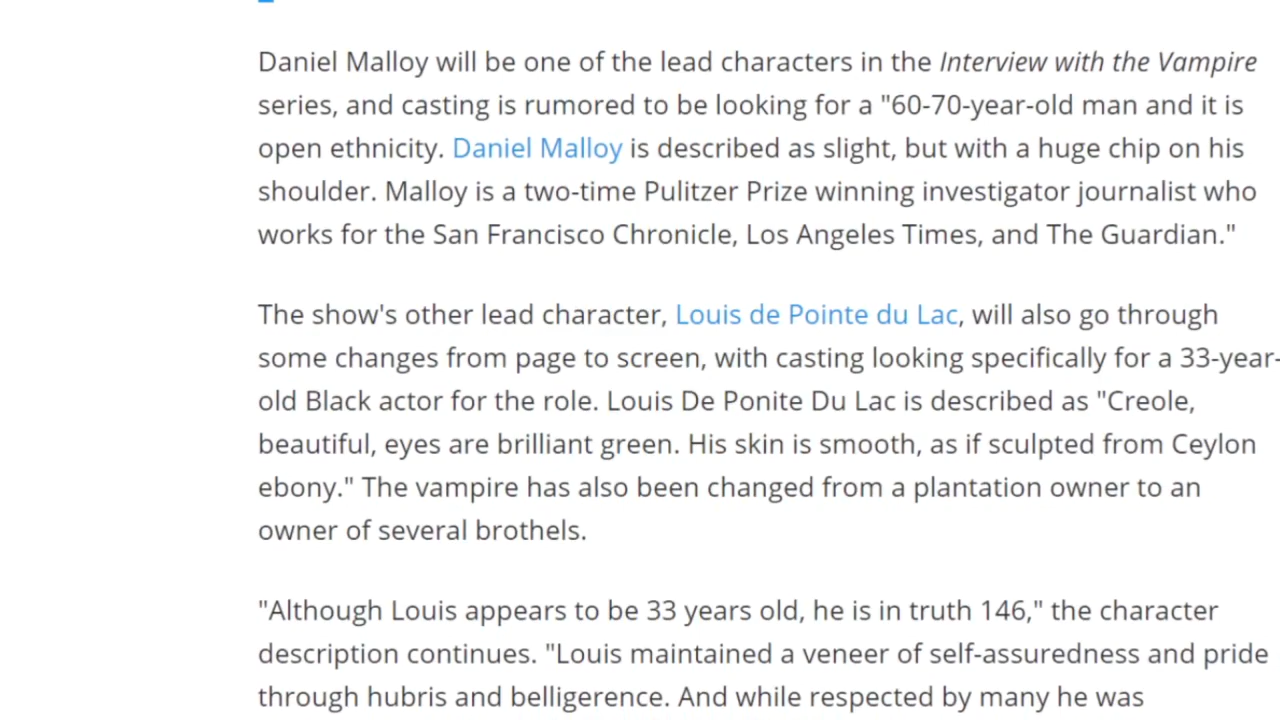 Daniel Malloy will be one of the lead characters in the Interview with the Vampire
series, and casting is rumored to be looking for a "60-70-year-old man and it is
open ethnicity. Daniel Malloy is described as slight, but with a huge chip on his
shoulder. Malloy is a two-time Pulitzer Prize winning investigator journalist who
works for the San Francisco Chronicle, Los Angeles Times, and The Guardian."
The show's other lead character, Louis de Pointe du Lac, will also go through
some changes from page to screen, with casting looking specifically for a 33-year-
old Black actor for the role. Louis De Ponite Du Lac is described as "Creole,
beautiful, eyes are brilliant green. His skin is smooth, as if sculpted from Ceylon
ebony." The vampire has also been changed from a plantation owner to an
owner of several brothels.
"Although Louis appears to be 33 years old, he is in truth 146," the character
description continues. "Louis maintained a veneer of self-assuredness and pride
through hubris and belligerence. And while respected by many he was